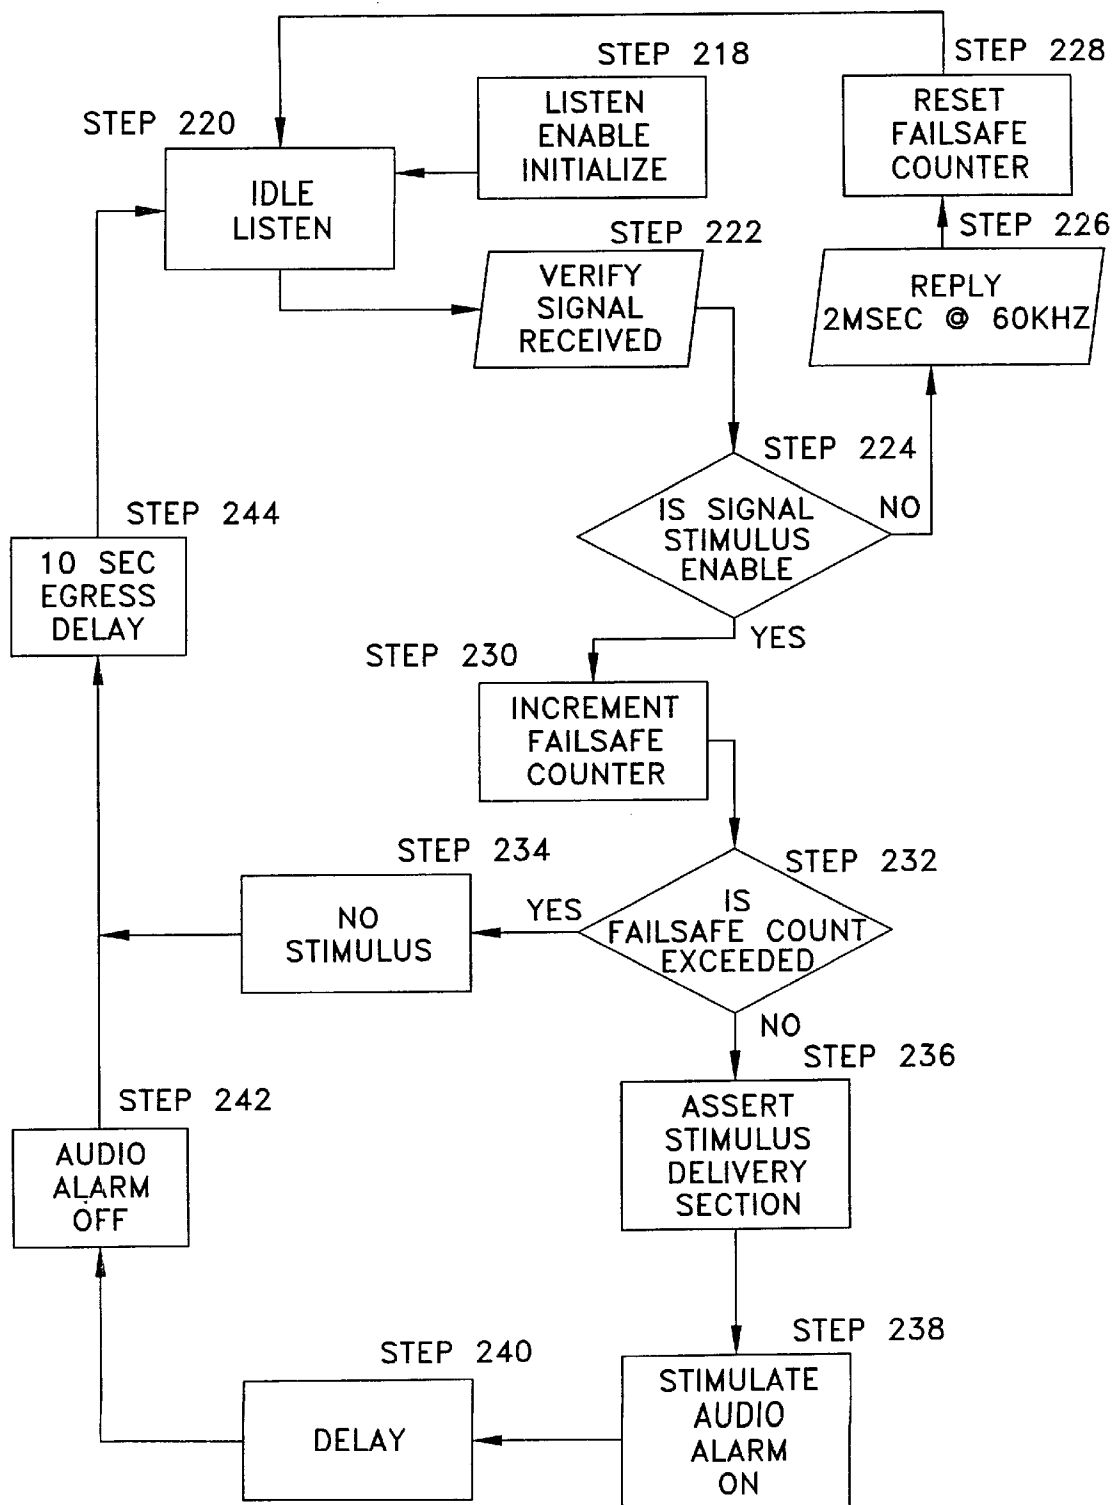 STEP 218
LISTEN
ENABLE
INITIALIZE
STEP 228
RESET
FAILSAFE
COUNTER
STEP 220
IDLE
LISTEN
STEP 222
VERIFY
SIGNAL
RECEIVED
STEP 226
REPLY
2MSEC @ 60KHZ
STEP 224
IS SIGNAL
STIMULUS
ENABLE
NO
YES
STEP 244
10 SEC
EGRESS
DELAY
STEP 230
INCREMENT
FAILSAFE
COUNTER
STEP 234
NO
STIMULUS
YES
STEP 232
IS
FAILSAFE COUNT
EXCEEDED
NO
STEP 236
ASSERT
STIMULUS
DELIVERY
SECTION
STEP 242
AUDIO
ALARM
OFF
STEP 240
DELAY
STEP 238
STIMULATE
AUDIO
ALARM
ON